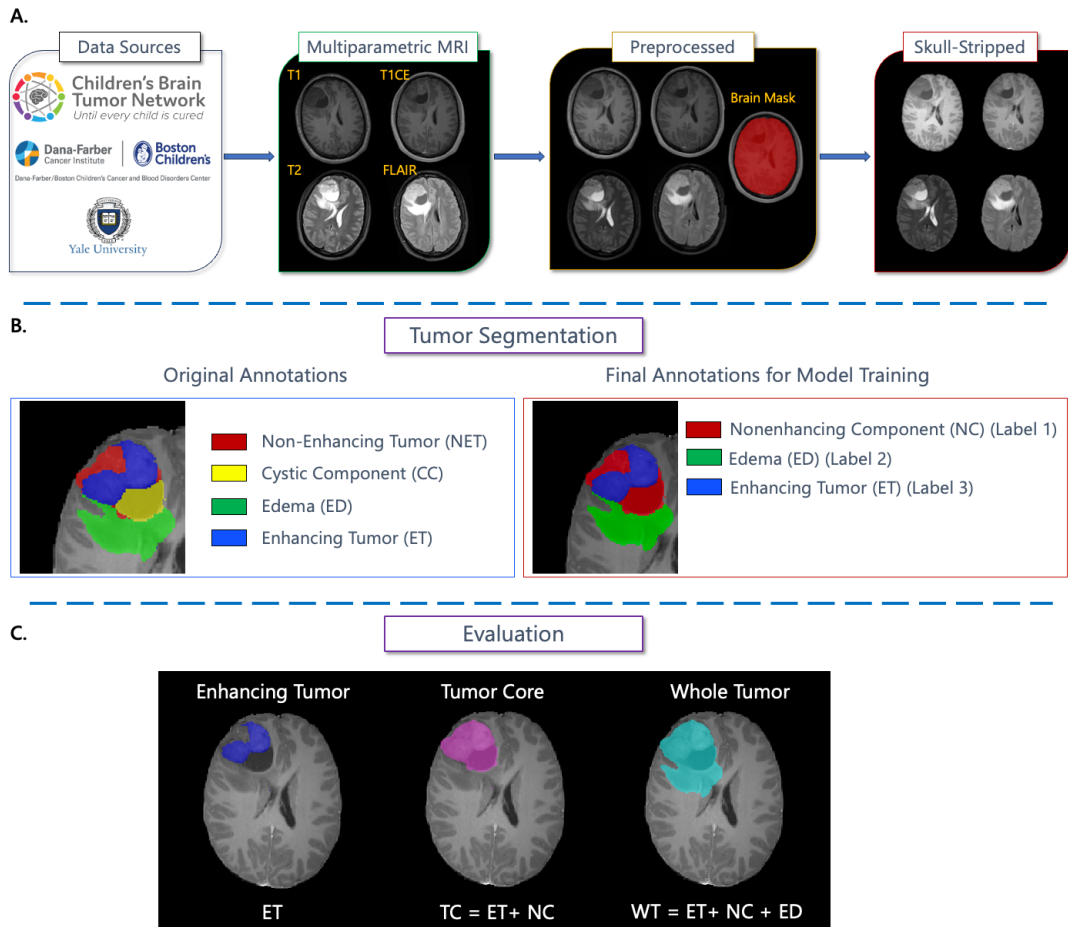 A.
Data Sources
Multiparametric MRI
Preprocessed
Skull-Stripped
Children's Brain
Tumor Network
Until every child is cured
Dana-Farber
Cancer Institute
Boston
Children's
Dana-Farber/Boston Children's Cancer and Blood Disorders Center
Yale University
T1
T1CE
T2
FLAIR
Brain Mask
B.
Tumor Segmentation
Original Annotations
Final Annotations for Model Training
Non-Enhancing Tumor (NET)
Cystic Component (CC)
Edema (ED)
Enhancing Tumor (ET)
Nonenhancing Component (NC) (Label 1)
Edema (ED) (Label 2)
Enhancing Tumor (ET) (Label 3)
C.
Evaluation
Enhancing Tumor
Tumor Core
Whole Tumor
ET
TC = ET+ NC
WT = ET+ NC + ED